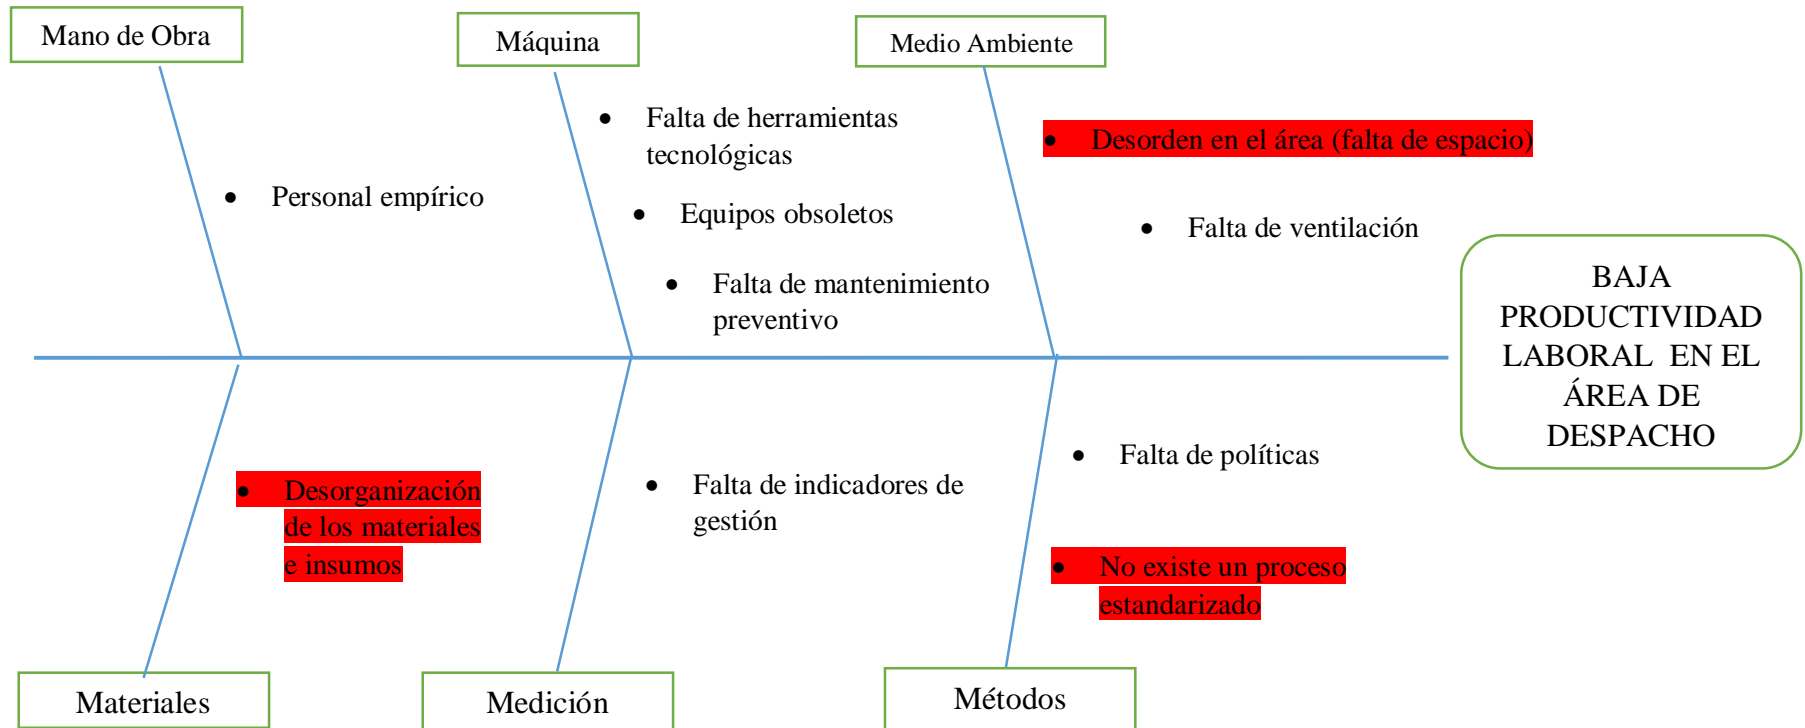 Mano de Obra
Máquina
Medio Ambiente
• Personal empírico
• Falta de herramientas
tecnológicas
• Equipos obsoletos
• Falta de mantenimiento
preventivo
• Desorden en el área (falta de espacio)
• Falta de ventilación
BAJA
PRODUCTIVIDAD
LABORAL EN EL
ÁREA DE
DESPACHO
• Desorganización
de los materiales
e insumos
• Falta de indicadores de
gestión
• Falta de políticas
• No existe un proceso
estandarizado
Materiales
Medición
Métodos